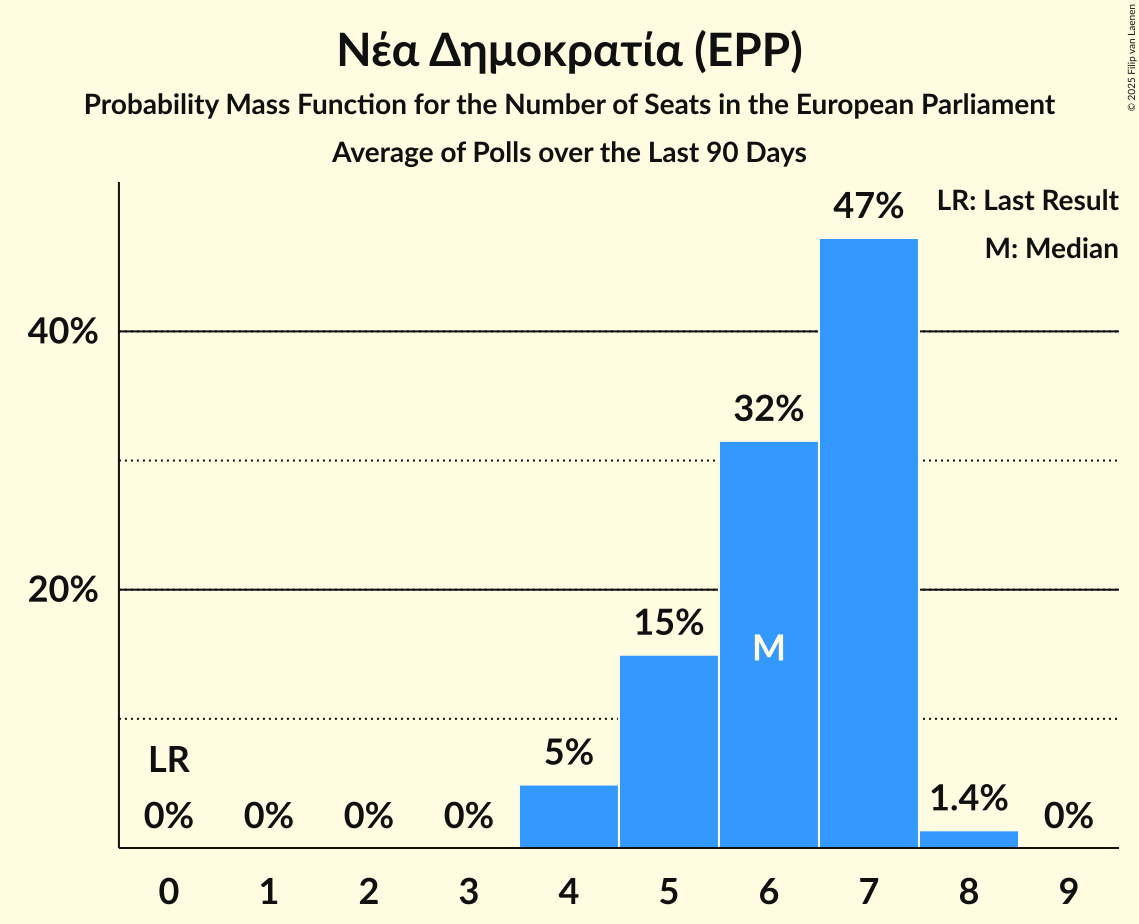 Νέα Δημοκρατία (EPP)
Probability Mass Function for the Number of Seats in the European Parliament
Average of Polls over the Last 90 Days
© 2025 Filip van Laenen
LR: Last Result
M: Median
47%
40%
32%
20%
15%
M
LR
5%
1.4%
0% 0% 0% 0% 0%
0 1 2 3 4 5 6 7 8 9